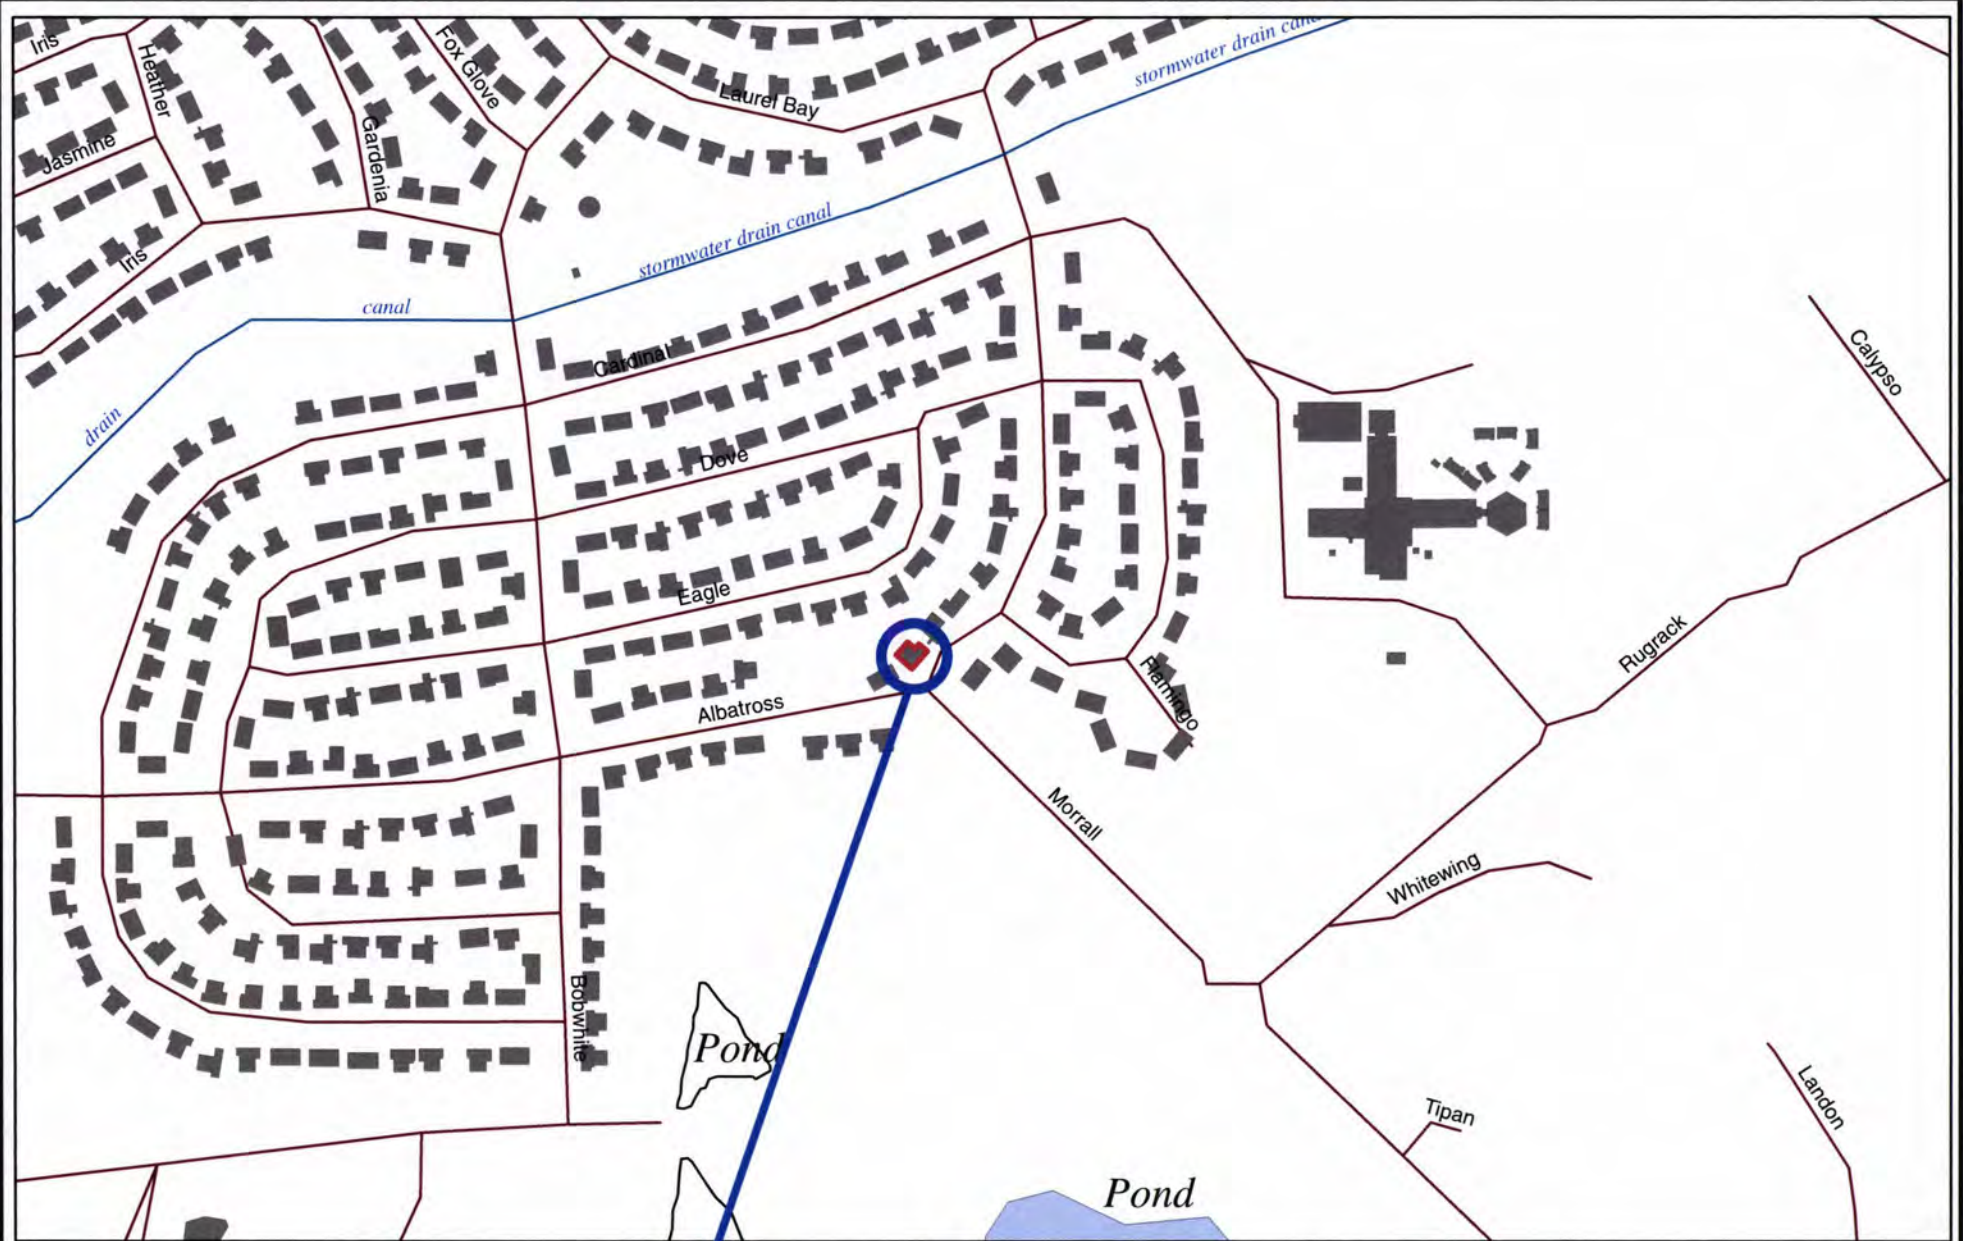 Iris
Heather
Fox Glove
stormwater drain cana
Laurel Bay
Jasmine
Gardenia
stormwater drain canal
Iris
canal
Cardinal
Calypso
drain
Dove
Eagle
Rugrack
Flamingo
Albatross
Morrall
Whitewing
Bobwhite
Pond
Landon
Tipan
Pond